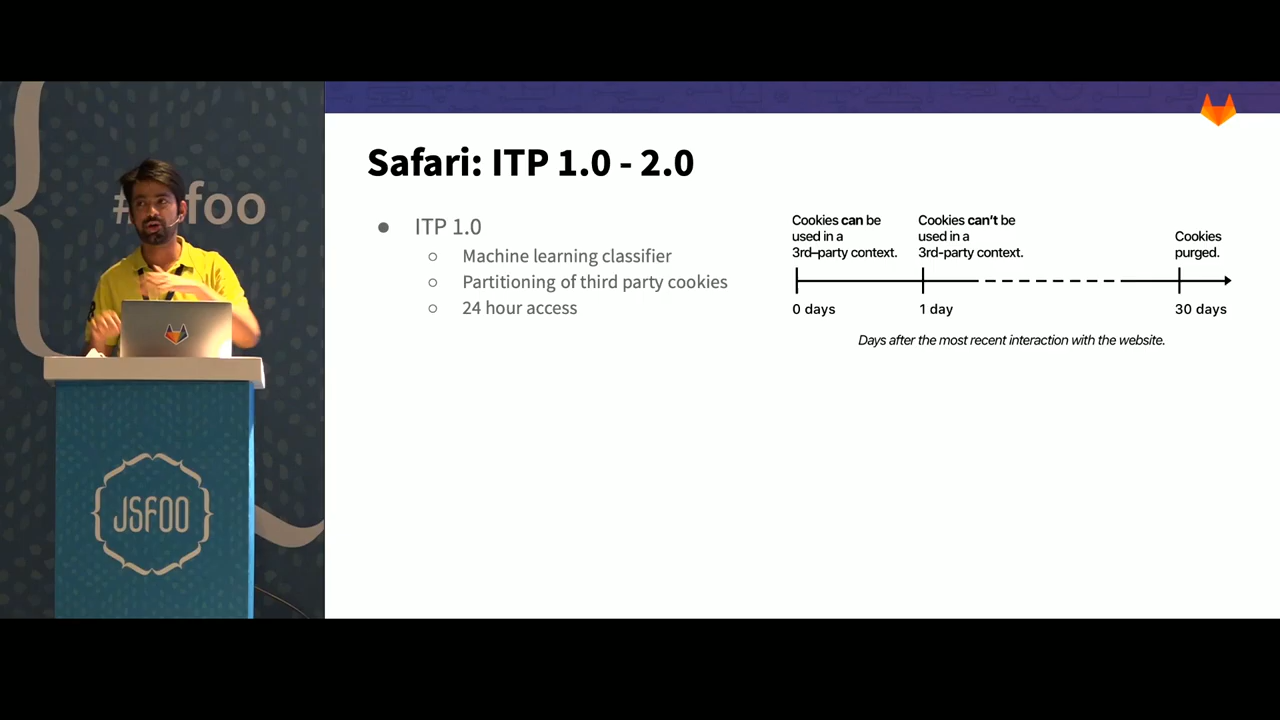 #
foo
JSFOO
Safari: ITP 1.0 - 2.0
● ITP 1.0
○ Machine learning classifier
○ Partitioning of third party cookies
○ 24 hour access
Cookies can be
used in a
3rd-party context.
Cookies can't be
used in a
3rd-party context.
Cookies
purged.
0 days
1 day
30 days
Days after the most recent interaction with the website.